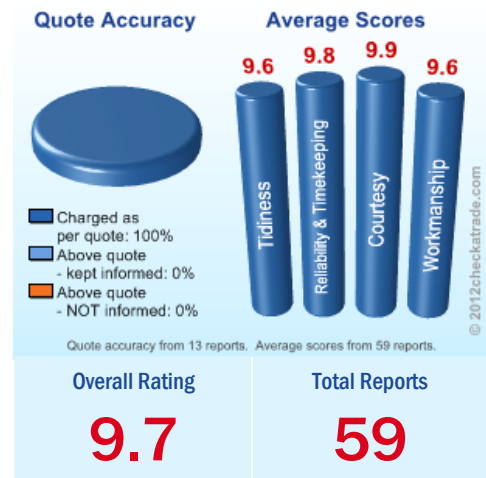 Quote Accuracy
Average Scores
9.6
9.8
9.9
9.6
Tidiness
Reliability & Timekeeping
Courtesy
Workmanship
Charged as
per quote: 100%
Above quote
- kept informed: 0%
Above quote
- NOT informed: 0%
© 2012checkatrade.com
Quote accuracy from 13 reports. Average scores from 59 reports.
Overall Rating
9.7
Total Reports
59